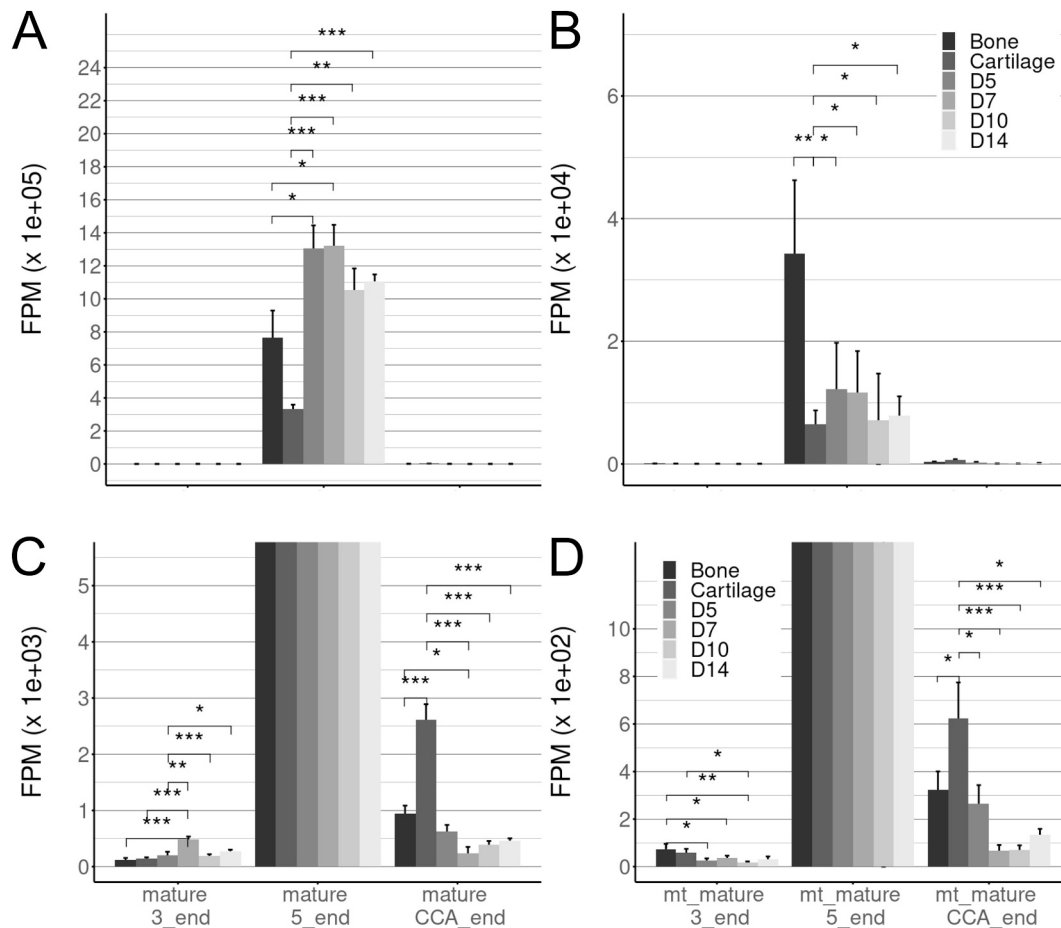 A
FPM (x 1e+05)
24
22
20
18
16
14
12
10
8
6
4
2
0
***
**
***
***
*
*
B
FPM (x 1e+04)
6
4
2
0
*
*
*
** *
Bone
Cartilage
D5
D7
D10
D14
C
FPM (x 1e+03)
5
4
3
2
1
0
*
***
**
***
***
***
***
***
*
***
mature
3_end
mature
5_end
mature
CCA_end
D
FPM (x 1e+02)
10
8
6
4
2
0
Bone
Cartilage
D5
D7
D10
D14
*
**
*
*
*
***
***
*
*
mt_mature
3_end
mt_mature
5_end
mt_mature
CCA_end